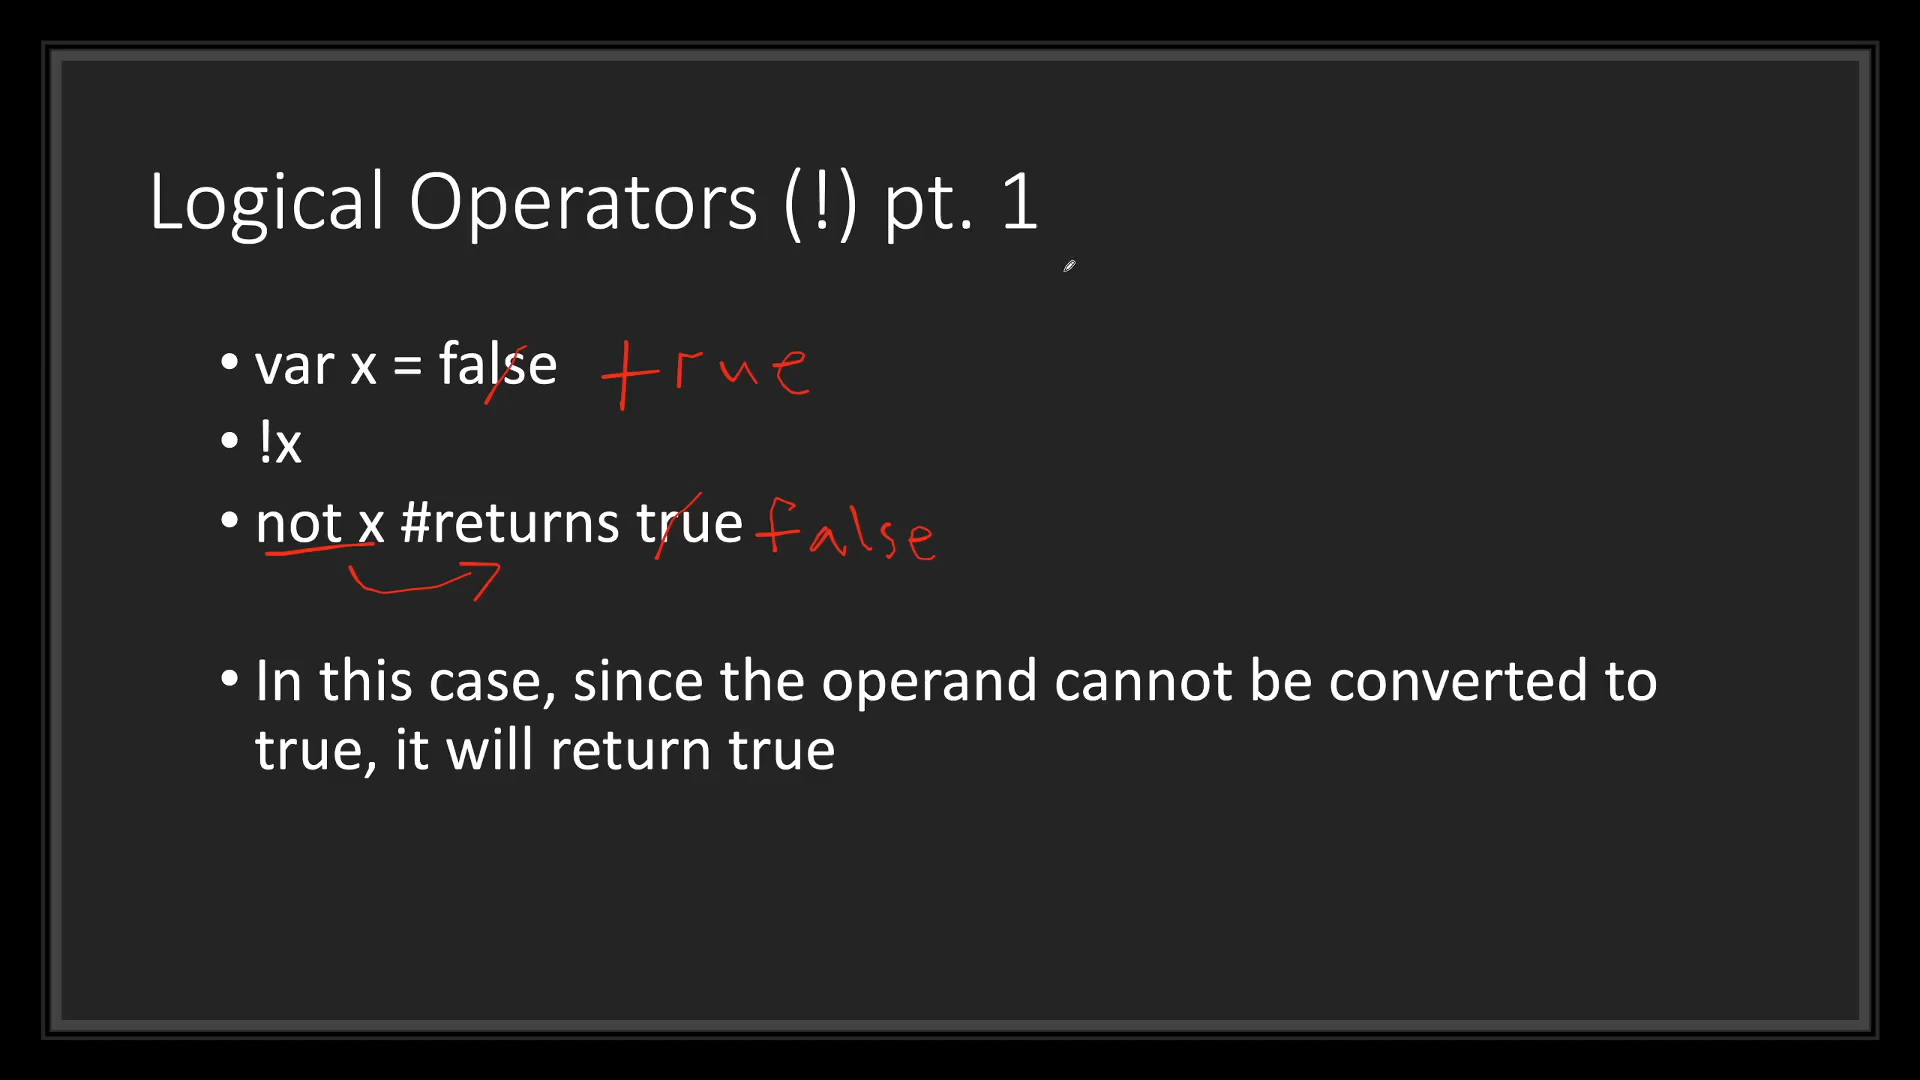 Logical Operators (!) pt. 1
• var x = false true
• !x
• not x #returns true false
• In this case, since the operand cannot be converted to
true, it will return true